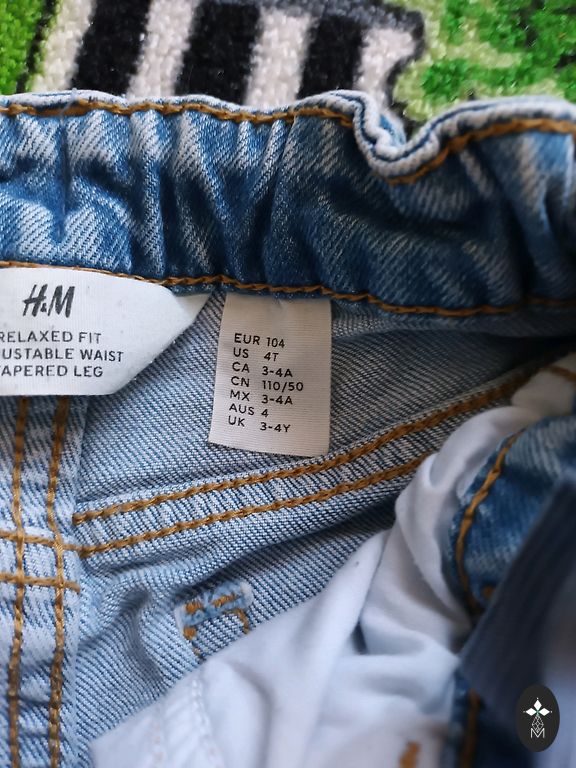 H&M
RELAXED FIT
USTABLE WAIST
TAPERED LEG
EUR 104
US 4T
CA 3-4A
CN 110/50
MX 3-4A
AUS 4
UK 3-4Y
M